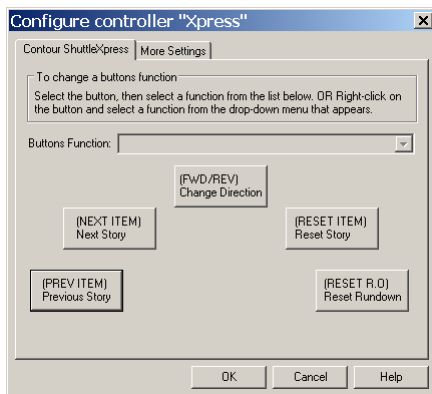 Configure controller "Xpress"
Contour ShuttleXpress
More Settings
To change a buttons function
Select the button, then select a function from the list below. OR Right-click on
the button and select a function from the drop-down menu that appears.
Buttons Function:
(FWD/REV)
Change Direction
(NEXT ITEM)
Next Story
(RESET ITEM)
Reset Story
(PREV ITEM)
Previous Story
(RESET R.O)
Reset Rundown
OK
Cancel
Help